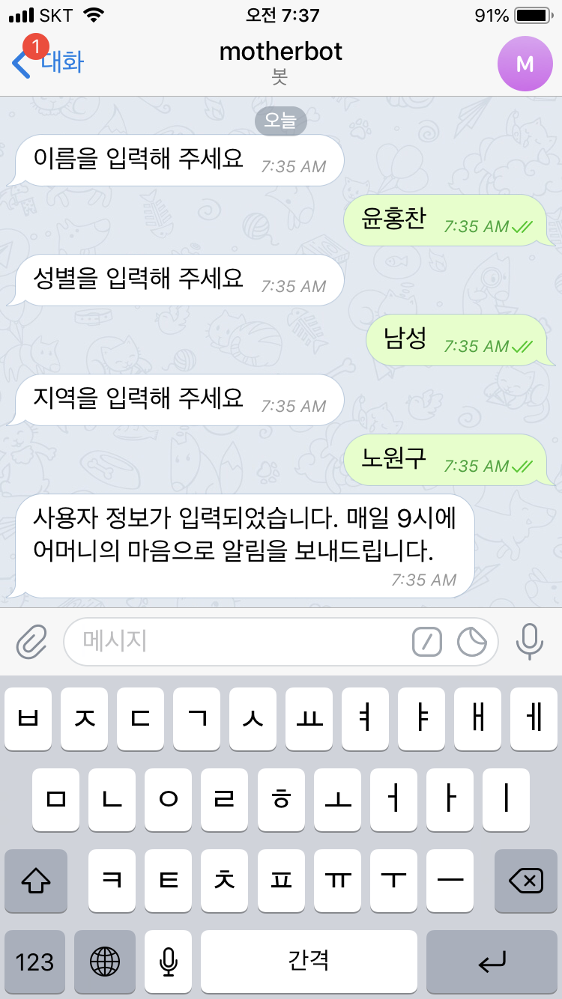 SKT 오전 7:37 91%
1
대화
motherbot
봇
M
오늘
이름을 입력해 주세요 7:35 AM
윤홍찬 7:35 AM
성별을 입력해 주세요 7:35 AM
남성 7:35 AM
지역을 입력해 주세요 7:35 AM
노원구 7:35 AM
사용자 정보가 입력되었습니다. 매일 9시에
어머니의 마음으로 알림을 보내드립니다.
7:35 AM
메시지
ㅂ ㅈ ㄷ ㄱ ㅅ ㅛ ㅕ ㅑ ㅐ ㅔ
ㅁ ㄴ ㅇ ㄹ ㅎ ㅗ ㅓ ㅏ ㅣ
ㅋ ㅌ ㅊ ㅍ ㅠ ㅜ ㅡ
123 간격